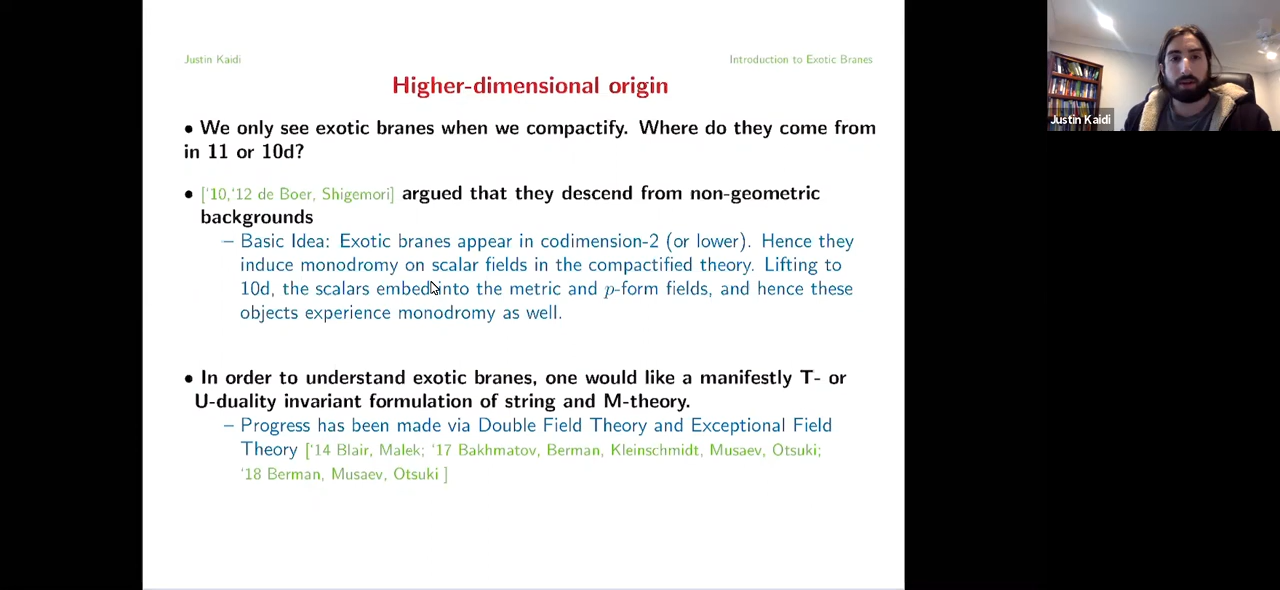 Justin Kaidi
Introduction to Exotic Branes
Higher-dimensional origin
• We only see exotic branes when we compactify. Where do they come from
in 11 or 10d?
• [‘10,‘12 de Boer, Shigemori] argued that they descend from non-geometric
backgrounds
– Basic Idea: Exotic branes appear in codimension-2 (or lower). Hence they
induce monodromy on scalar fields in the compactified theory. Lifting to
10d, the scalars embed into the metric and p-form fields, and hence these
objects experience monodromy as well.
• In order to understand exotic branes, one would like a manifestly T- or
U-duality invariant formulation of string and M-theory.
– Progress has been made via Double Field Theory and Exceptional Field
Theory [‘14 Blair, Malek; ‘17 Bakhmatov, Berman, Kleinschmidt, Musaev, Otsuki;
‘18 Berman, Musaev, Otsuki ]
Justin Kaidi